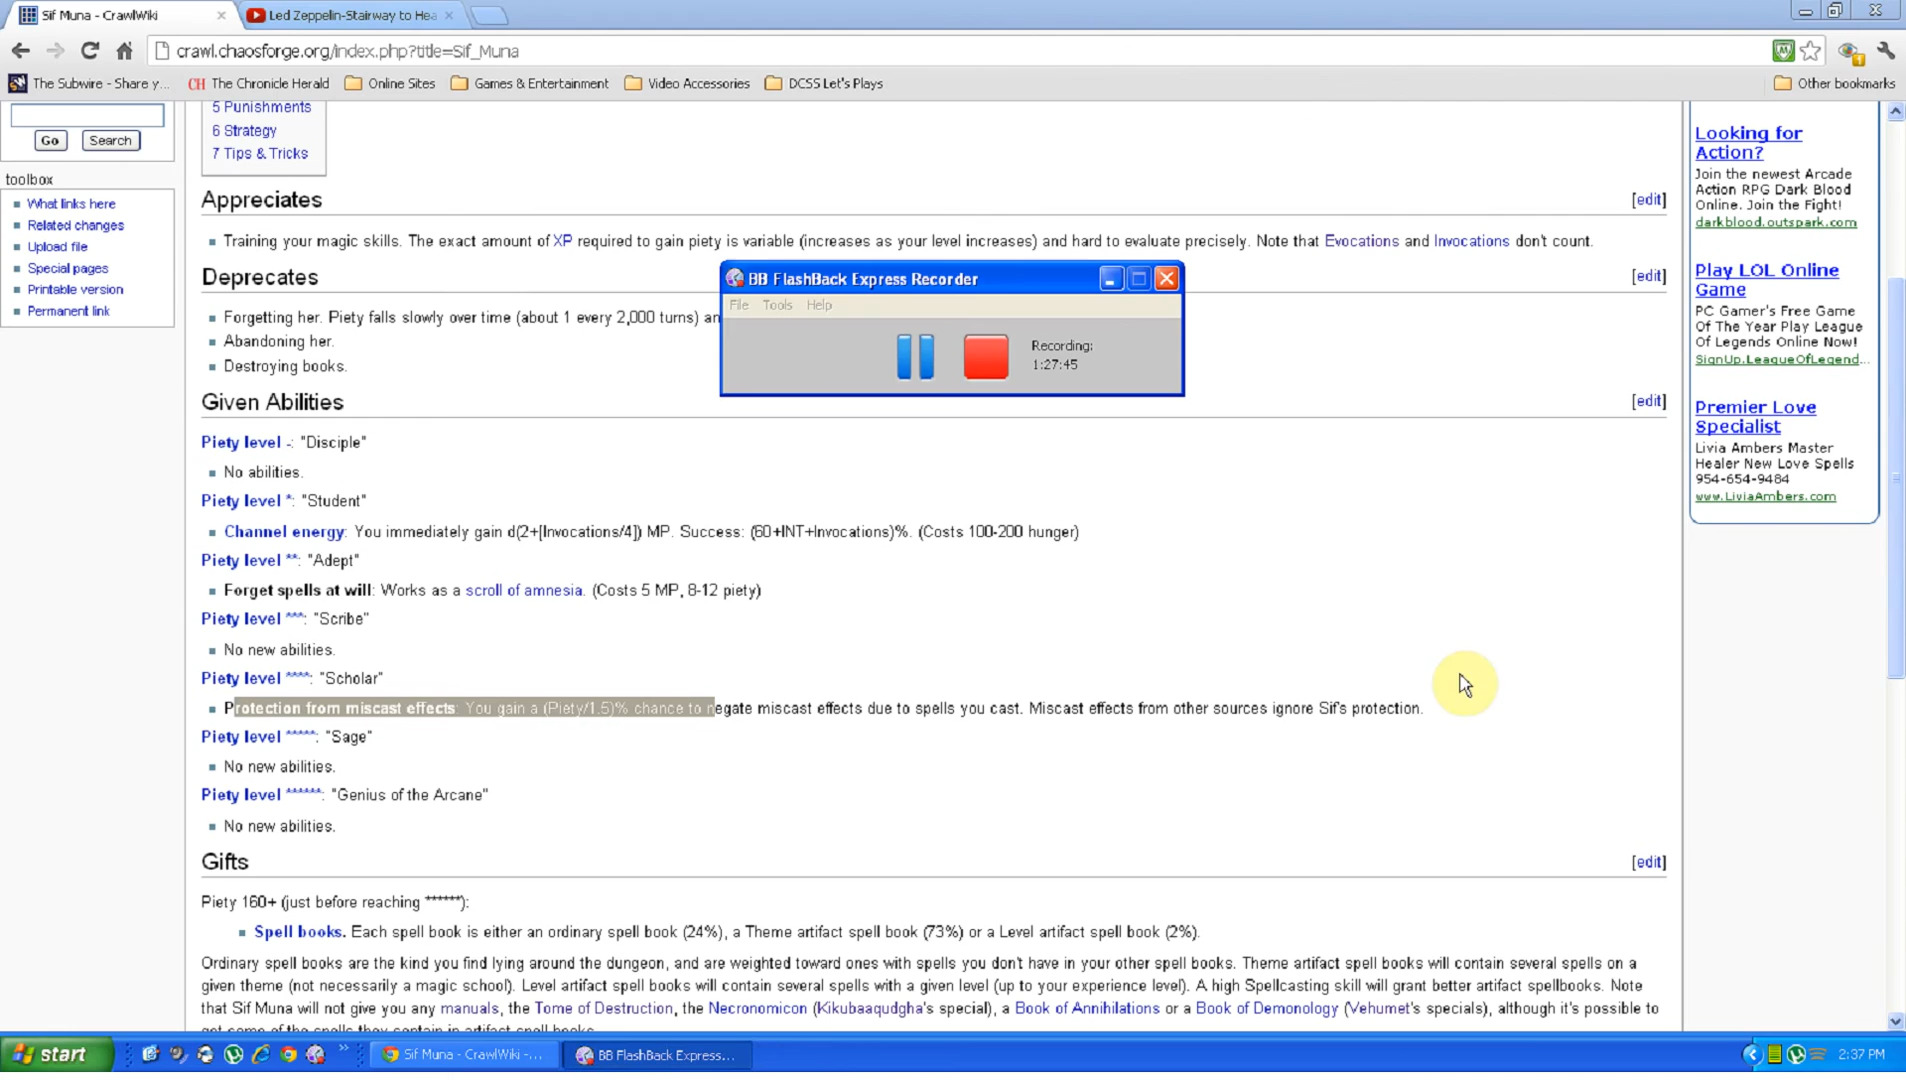 Sif Muna - CrawlWiki
Led Zeppelin-Stairway to Hea
crawl.chaosforge.org/index.php?title=Sif_Muna
The Subwire - Share y...
CH The Chronicle Herald
Online Sites
Games & Entertainment
Video Accessories
DCSS Let's Plays
Other bookmarks
Go
Search
toolbox
What links here
Related changes
Upload file
Special pages
Printable version
Permanent link
5 Punishments
6 Strategy
7 Tips & Tricks
Appreciates [edit]
Training your magic skills. The exact amount of XP required to gain piety is variable (increases as your level increases) and hard to evaluate precisely. Note that Evocations and Invocations don't count.
Deprecates [edit]
Forgetting her. Piety falls slowly over time (about 1 every 2,000 turns) an
Abandoning her.
Destroying books.
BB FlashBack Express Recorder
File Tools Help
Recording:
1:27:45
Given Abilities [edit]
Piety level -: "Disciple"
No abilities.
Piety level *: "Student"
Channel energy: You immediately gain d(2+[Invocations/4]) MP. Success: (60+INT+Invocations)%. (Costs 100-200 hunger)
Piety level **: "Adept"
Forget spells at will: Works as a scroll of amnesia. (Costs 5 MP, 8-12 piety)
Piety level ***: "Scribe"
No new abilities.
Piety level ****: "Scholar"
Protection from miscast effects: You gain a (Piety/1.5)% chance to negate miscast effects due to spells you cast. Miscast effects from other sources ignore Sif's protection.
Piety level *****: "Sage"
No new abilities.
Piety level ******: "Genius of the Arcane"
No new abilities.
Gifts [edit]
Piety 160+ (just before reaching ******):
Spell books. Each spell book is either an ordinary spell book (24%), a Theme artifact spell book (73%) or a Level artifact spell book (2%).
Ordinary spell books are the kind you find lying around the dungeon, and are weighted toward ones with spells you don't have in your other spell books. Theme artifact spell books will contain several spells on a
given theme (not necessarily a magic school). Level artifact spell books will contain several spells with a given level (up to your experience level). A high Spellcasting skill will grant better artifact spellbooks. Note
that Sif Muna will not give you any manuals, the Tome of Destruction, the Necronomicon (Kikubaaqudgha's special), a Book of Annihilations or a Book of Demonology (Vehumet's specials), although it's possible to
get some of the spells they contain in artifact spell books.
Looking for
Action?
Join the newest Arcade
Action RPG Dark Blood
Online. Join the Fight!
darkblood.outspark.com
Play LOL Online
Game
PC Gamer's Free Game
Of The Year Play League
Of Legends Online Now!
SignUp.LeagueOfLegend...
Premier Love
Specialist
Livia Ambers Master
Healer New Love Spells
954-654-9484
www.LiviaAmbers.com
start
Sif Muna - CrawlWiki -...
BB FlashBack Express...
2:37 PM